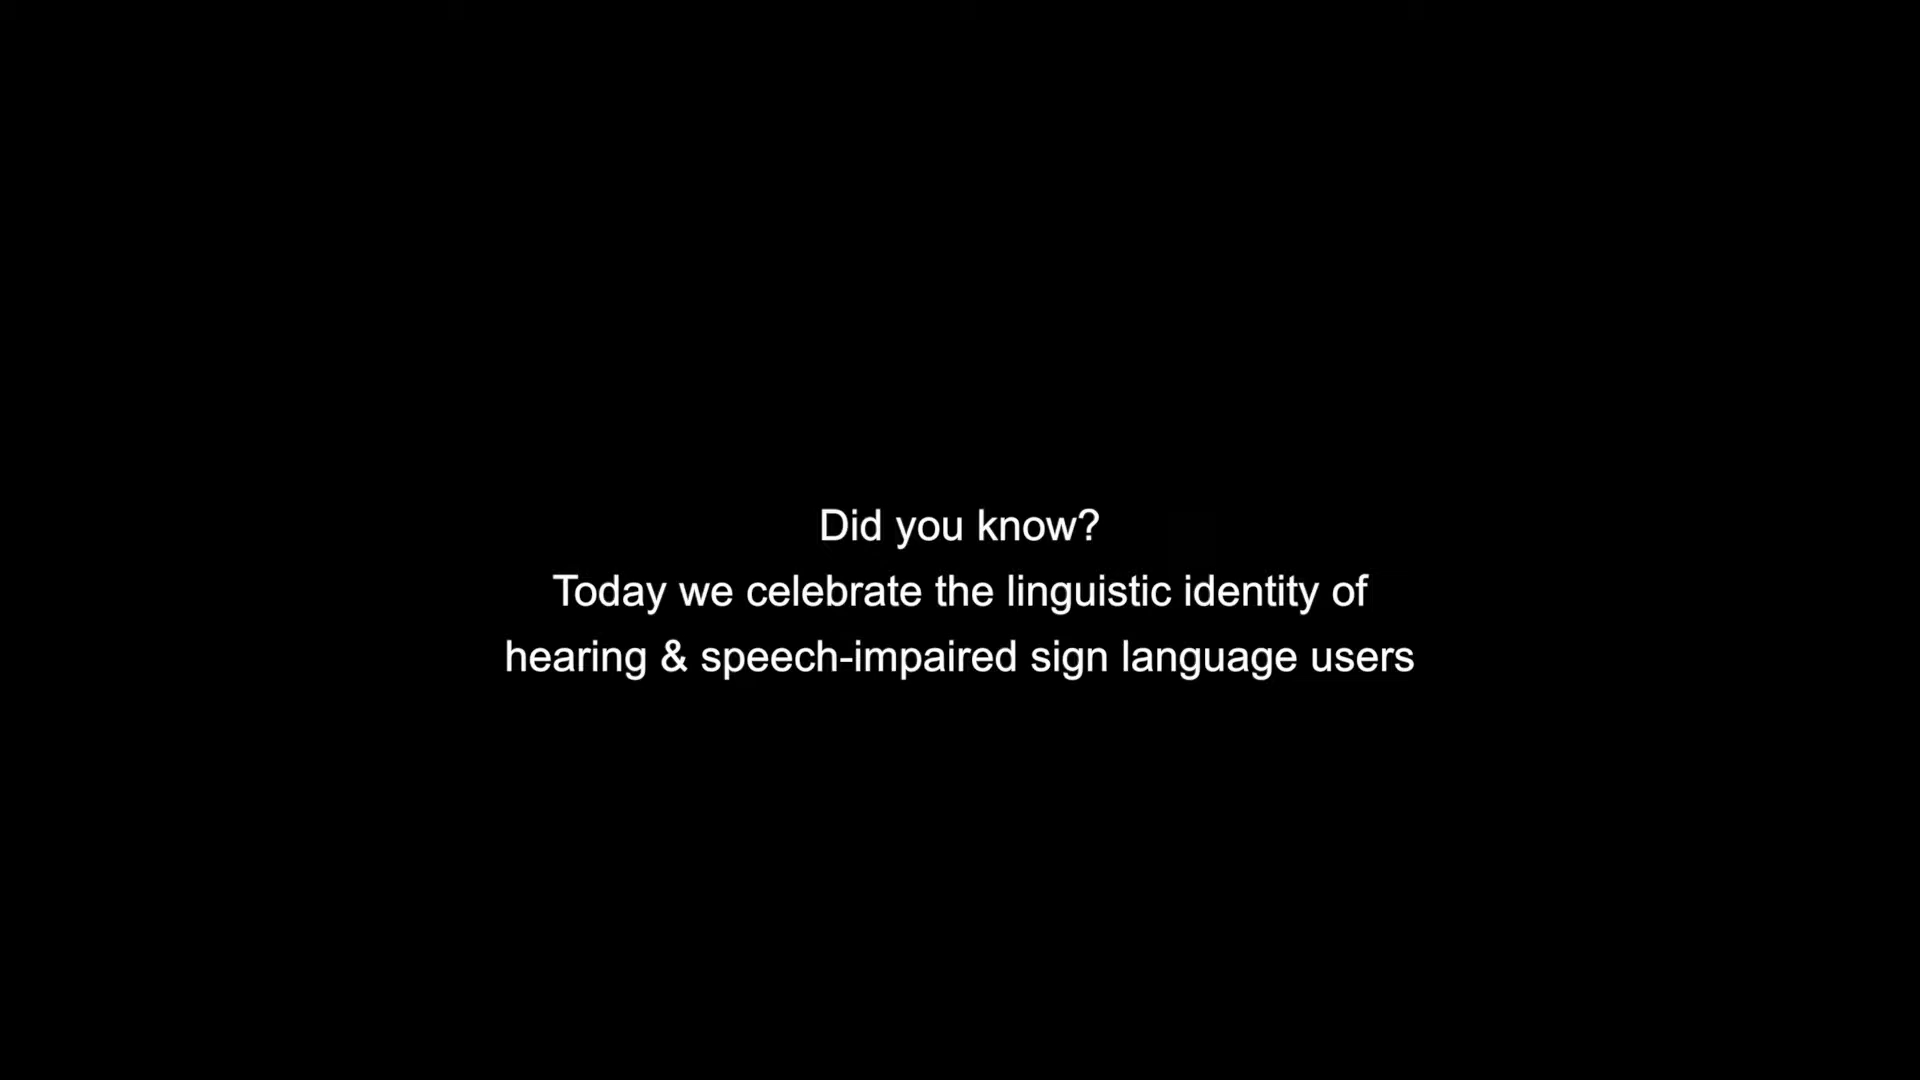 Did you know?
Today we celebrate the linguistic identity of
hearing & speech-impaired sign language users